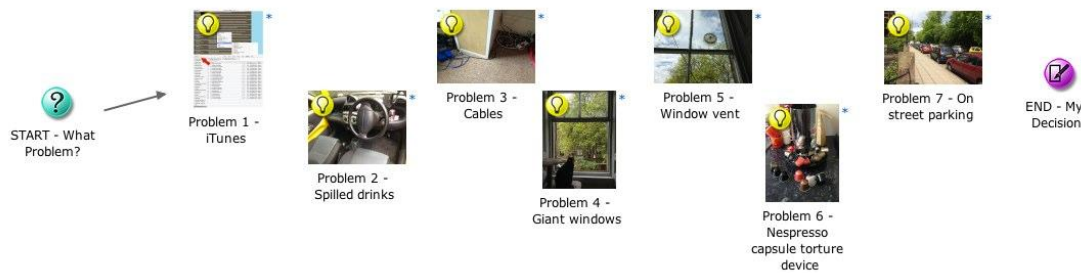 ?
START - What
Problem?
*
Problem 1 -
iTunes
*
Problem 2 -
Spilled drinks
*
Problem 3 -
Cables
*
Problem 4 -
Giant windows
*
Problem 5 -
Window vent
*
Problem 6 -
Nespresso
capsule torture
device
*
Problem 7 - On
street parking
END - My
Decision